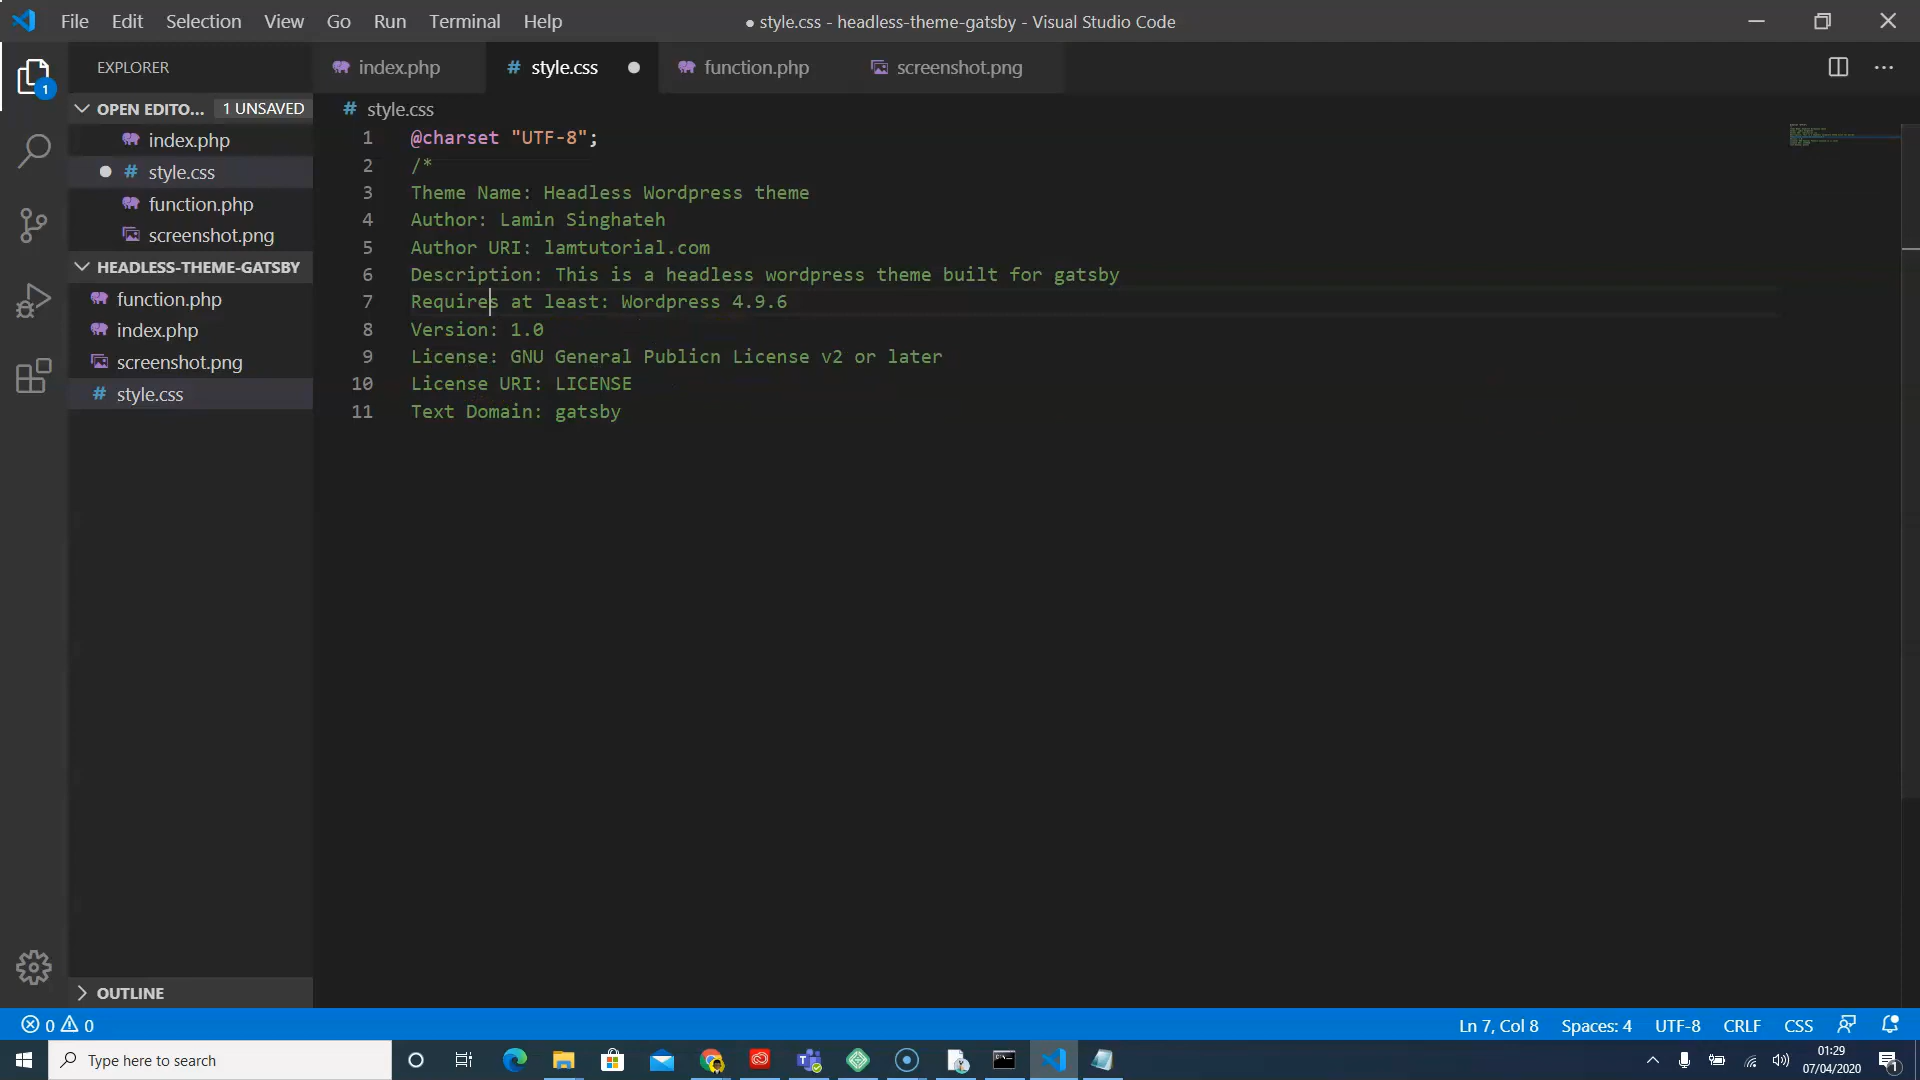 File Edit Selection View Go Run Terminal Help
● style.css - headless-theme-gatsby - Visual Studio Code
EXPLORER
OPEN EDITO... 1 UNSAVED
index.php
style.css
function.php
screenshot.png
HEADLESS-THEME-GATSBY
function.php
index.php
screenshot.png
style.css
OUTLINE
1
index.php style.css function.php screenshot.png
style.css
1 @charset "UTF-8";
2 /*
3 Theme Name: Headless Wordpress theme
4 Author: Lamin Singhateh
5 Author URI: lamtutorial.com
6 Description: This is a headless wordpress theme built for gatsby
7 Requires at least: Wordpress 4.9.6
8 Version: 1.0
9 License: GNU General Publicn License v2 or later
10 License URI: LICENSE
11 Text Domain: gatsby
0 0
Ln 7, Col 8 Spaces: 4 UTF-8 CRLF CSS
Type here to search
01:29
07/04/2020
1